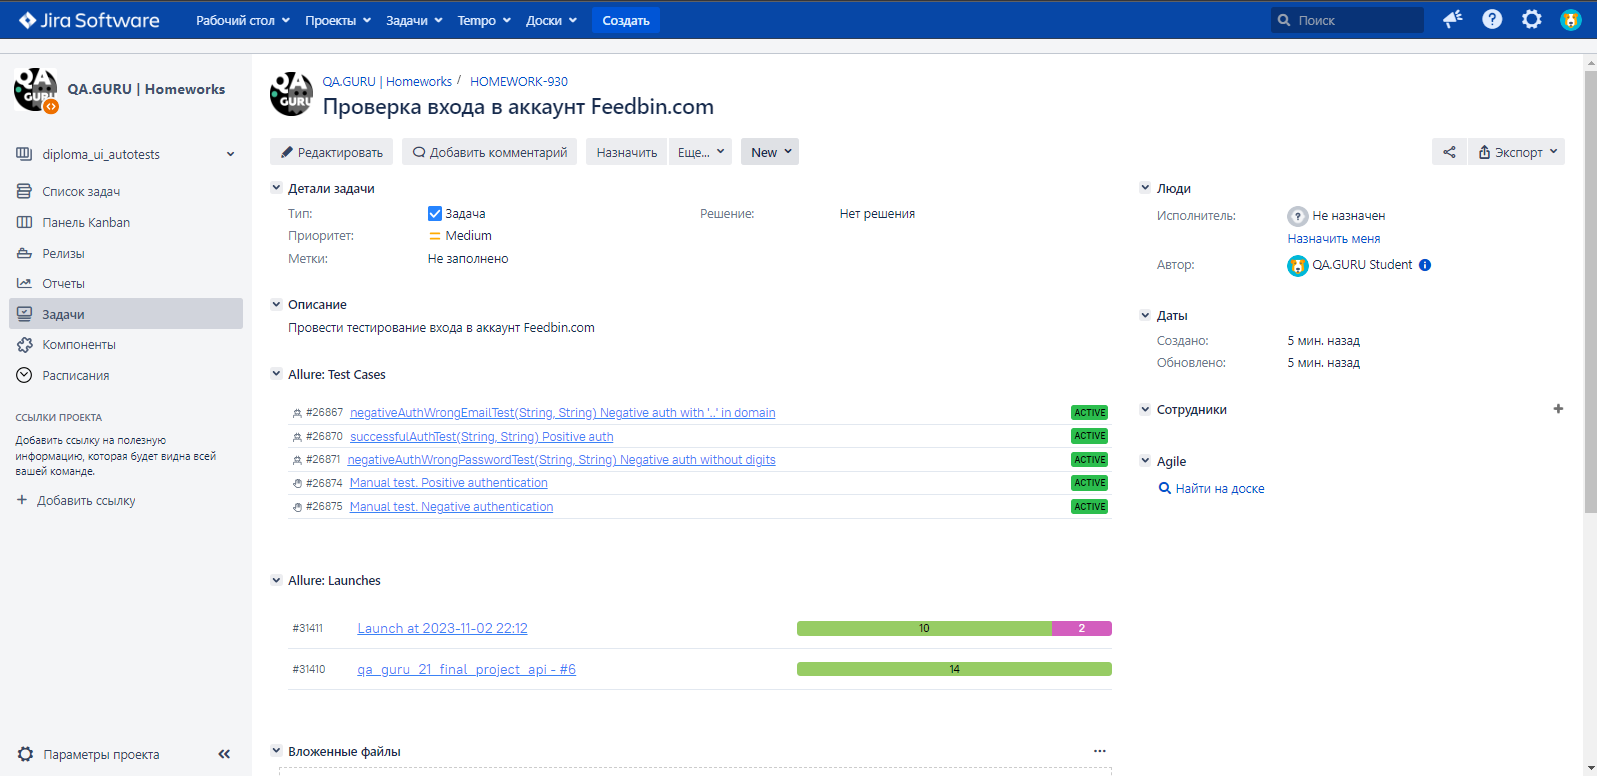 Jira Software
Рабочий стол
Проекты
Задачи
Tempo
Доски
Создать
Поиск
QA GURU
QA.GURU | Homeworks
diploma_ui_autotests
Список задач
Панель Kanban
Релизы
Отчеты
Задачи
Компоненты
Расписания
ССЫЛКИ ПРОЕКТА
Добавить ссылку на полезную
информацию, которая будет видна всей
вашей команде.
+ Добавить ссылку
Параметры проекта
QA GURU
QA.GURU | Homeworks / HOMEWORK-930
Проверка входа в аккаунт Feedbin.com
Редактировать
Добавить комментарий
Назначить
Еще...
New
Экспорт
Детали задачи
Тип: Задача
Решение: Нет решения
Приоритет: Medium
Метки: Не заполнено
Описание
Провести тестирование входа в аккаунт Feedbin.com
Allure: Test Cases
#26867 negativeAuthWrongEmailTest(String, String) Negative auth with '..' in domain ACTIVE
#26870 successfulAuthTest(String, String) Positive auth ACTIVE
#26871 negativeAuthWrongPasswordTest(String, String) Negative auth without digits ACTIVE
#26874 Manual test. Positive authentication ACTIVE
#26875 Manual test. Negative authentication ACTIVE
Allure: Launches
#31411 Launch at 2023-11-02 22:12 10 2
#31410 qa_guru_21_final_project_api - #6 14
Вложенные файлы ...
Люди
Исполнитель: Не назначен
Назначить меня
Автор: QA.GURU Student
Даты
Создано: 5 мин. назад
Обновлено: 5 мин. назад
Сотрудники +
Agile
Найти на доске